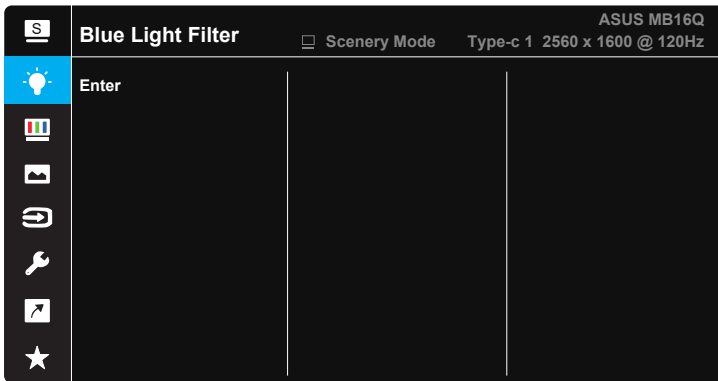 S
ASUS MB16Q
Blue Light Filter
Scenery Mode Type-c 1 2560 x 1600 @ 120Hz
Enter